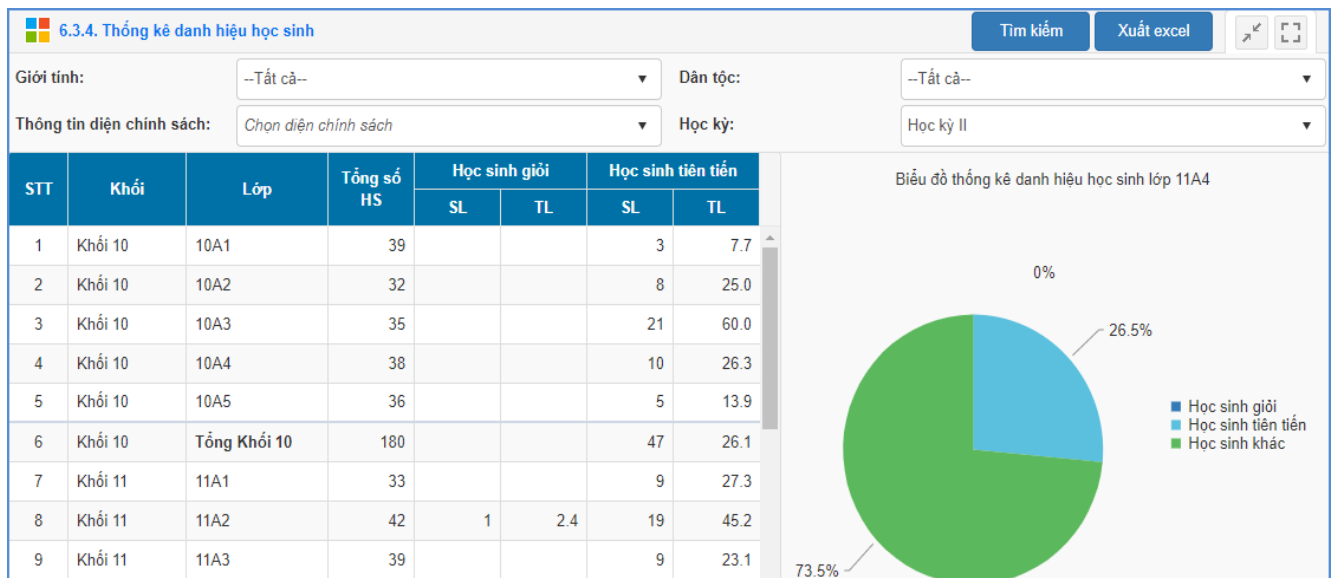 6.3.4. Thống kê danh hiệu học sinh
Tìm kiếm
Xuất excel
Giới tính:
--Tất cả--
Dân tộc:
--Tất cả--
Thông tin diện chính sách:
Chọn diện chính sách
Học kỳ:
Học kỳ II
STT Khối Lớp Tổng số HS Học sinh giỏi Học sinh tiên tiến
SL TL SL TL
1 Khối 10 10A1 39 3 7.7
2 Khối 10 10A2 32 8 25.0
3 Khối 10 10A3 35 21 60.0
4 Khối 10 10A4 38 10 26.3
5 Khối 10 10A5 36 5 13.9
6 Khối 10 Tổng Khối 10 180 47 26.1
7 Khối 11 11A1 33 9 27.3
8 Khối 11 11A2 42 1 2.4 19 45.2
9 Khối 11 11A3 39 9 23.1
Biểu đồ thống kê danh hiệu học sinh lớp 11A4
0%
26.5%
Học sinh giỏi
Học sinh tiên tiến
Học sinh khác
73.5%